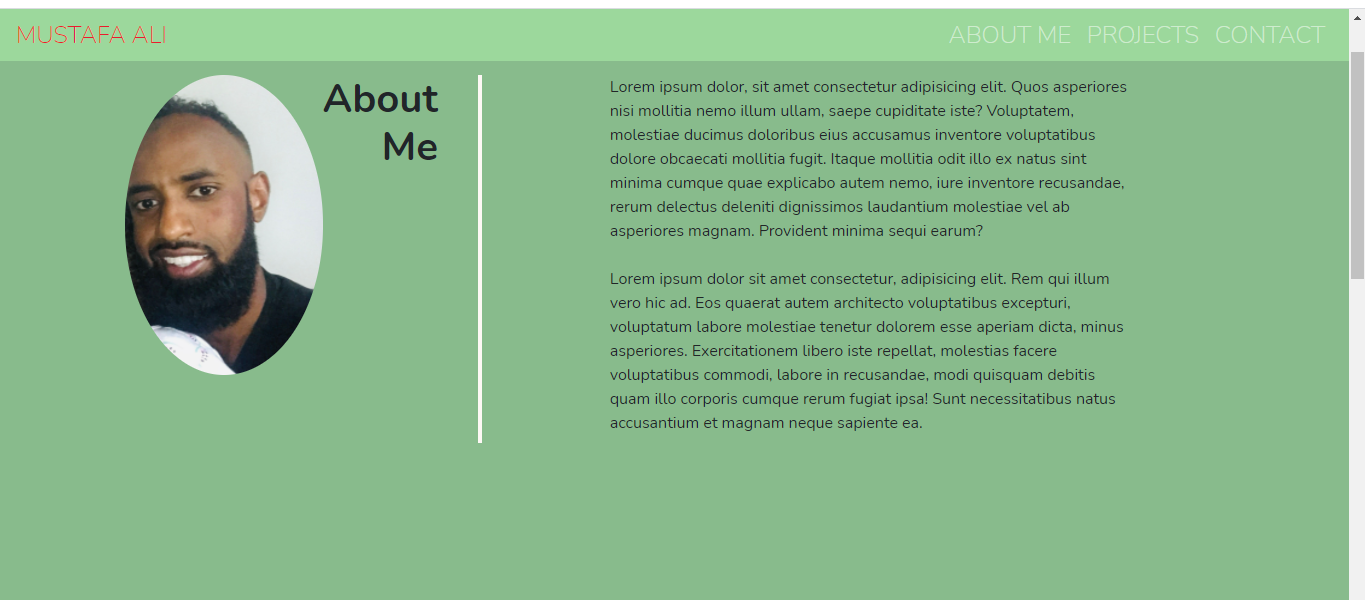 MUSTAFA ALI
ABOUT ME PROJECTS CONTACT
About
Me
Lorem ipsum dolor, sit amet consectetur adipisicing elit. Quos asperiores
nisi mollitia nemo illum ullam, saepe cupiditate iste? Voluptatem,
molestiae ducimus doloribus eius accusamus inventore voluptatibus
dolore obcaecati mollitia fugit. Itaque mollitia odit illo ex natus sint
minima cumque quae explicabo autem nemo, iure inventore recusandae,
rerum delectus deleniti dignissimos laudantium molestiae vel ab
asperiores magnam. Provident minima sequi earum?
Lorem ipsum dolor sit amet consectetur, adipisicing elit. Rem qui illum
vero hic ad. Eos quaerat autem architecto voluptatibus excepturi,
voluptatum labore molestiae tenetur dolorem esse aperiam dicta, minus
asperiores. Exercitationem libero iste repellat, molestias facere
voluptatibus commodi, labore in recusandae, modi quisquam debitis
quam illo corporis cumque rerum fugiat ipsa! Sunt necessitatibus natus
accusantium et magnam neque sapiente ea.